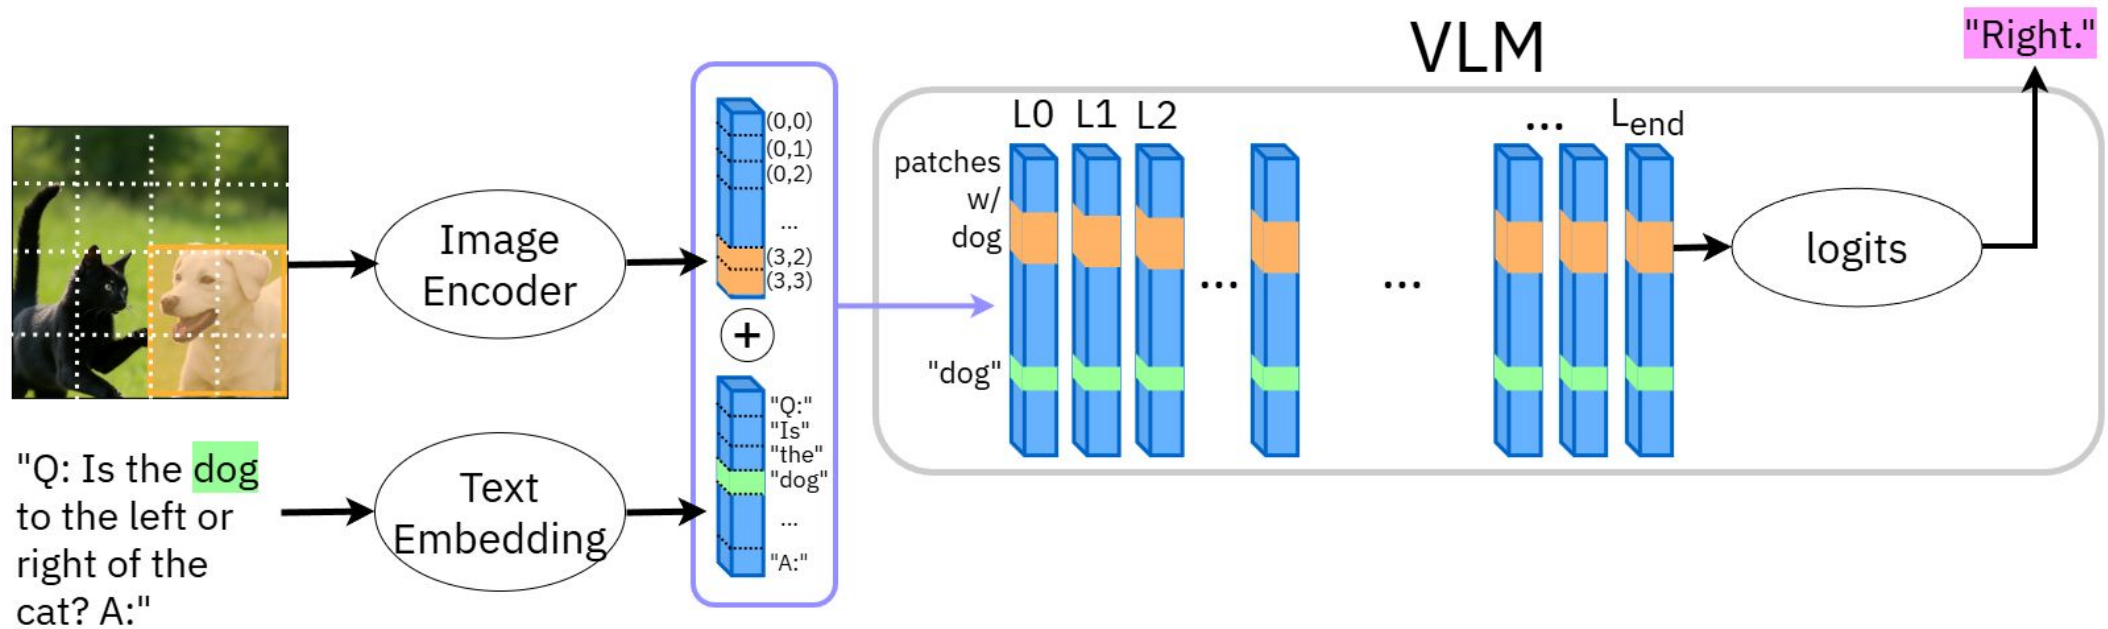 VLM
"Right."
"Q: Is the dog
to the left or
right of the
cat? A:"
Image
Encoder
Text
Embedding
(0,0)
(0,1)
(0,2)
...
(3,2)
(3,3)
+
"Q:"
"Is"
"the"
"dog"
...
"A:"
L0 L1 L2 ... Lend
patches
w/
dog
... ...
"dog"
logits